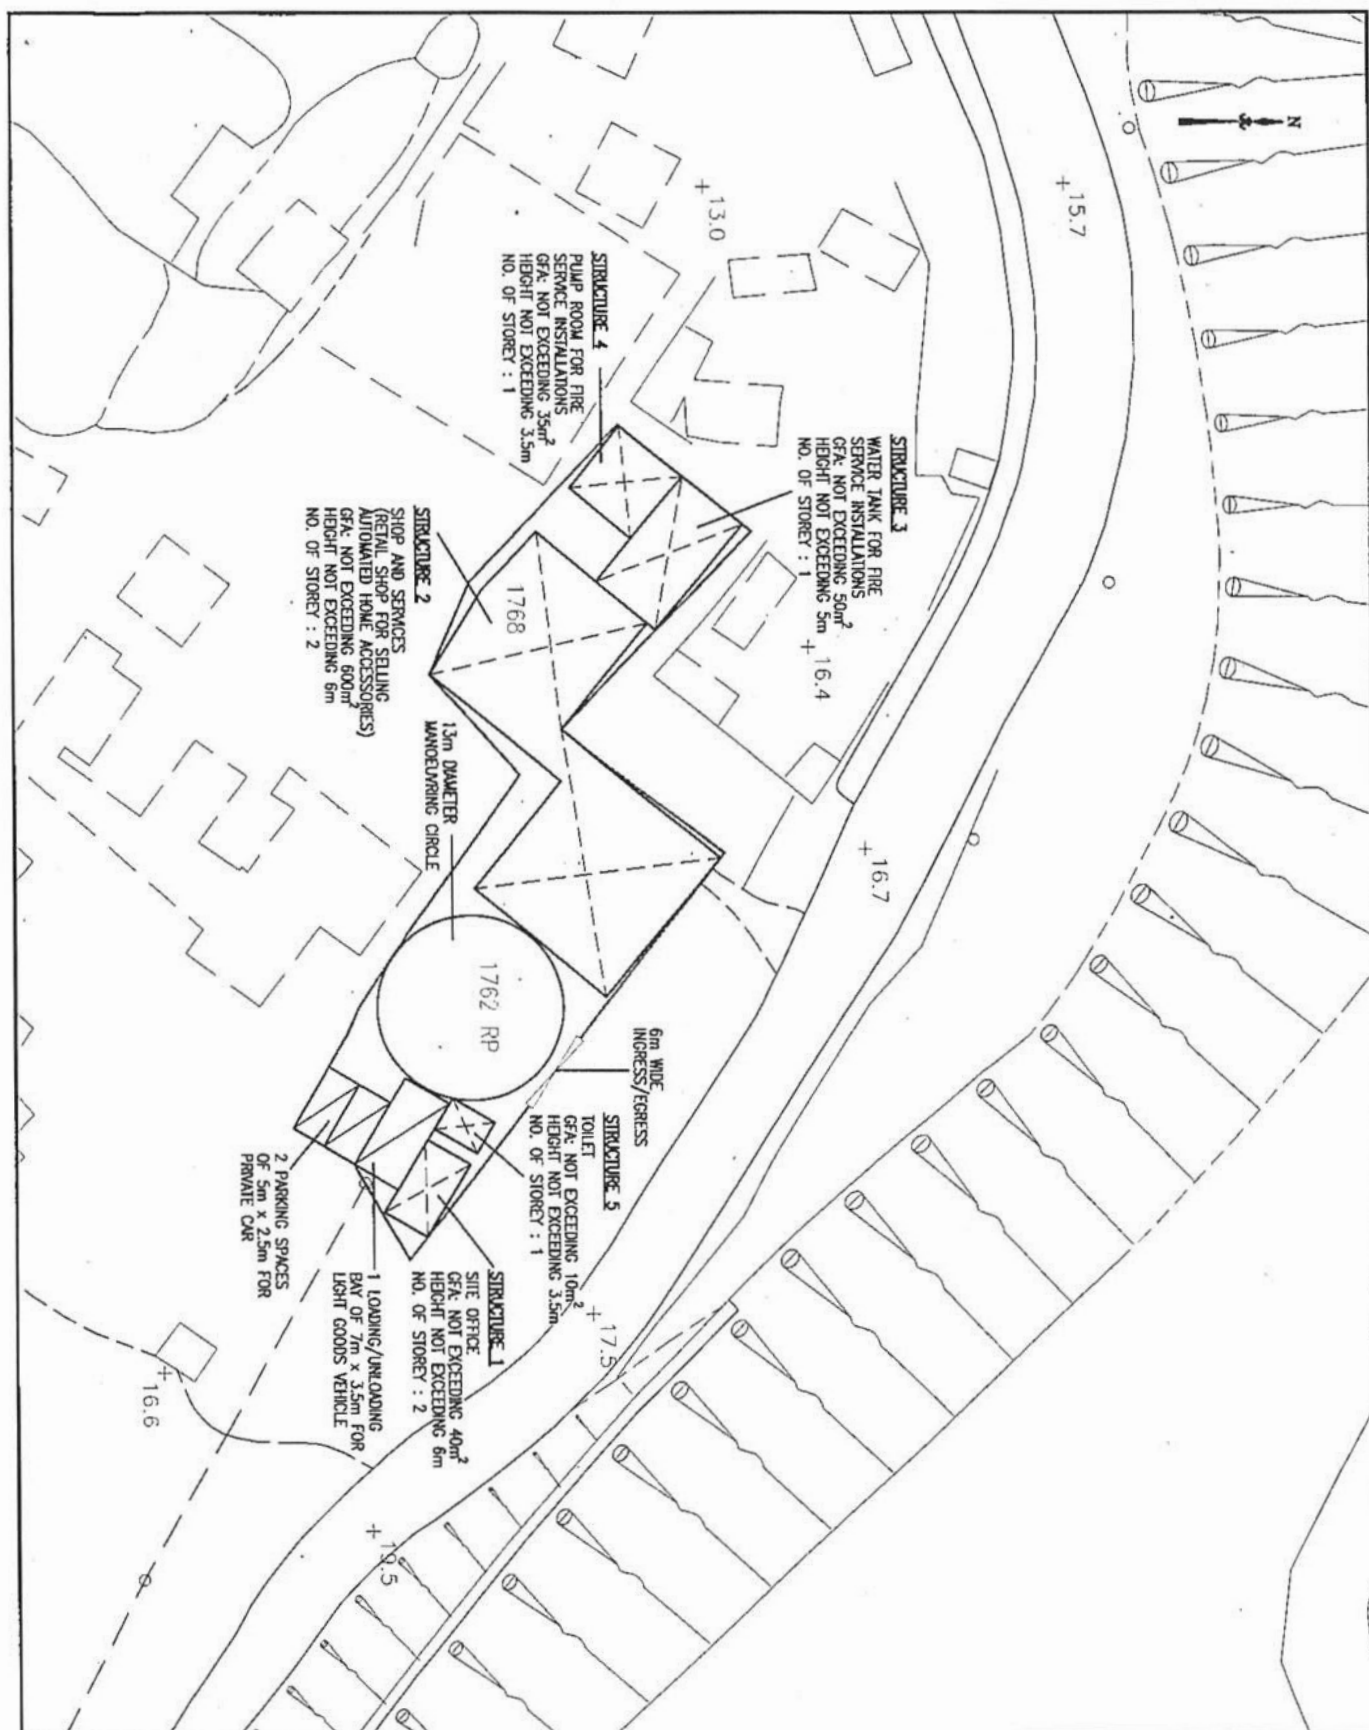 N
15.7
13.0
STRUCTURE 4
PUMP ROOM FOR FIRE
SERVICE INSTALLATIONS
GFA: NOT EXCEEDING 35m²
HEIGHT NOT EXCEEDING 3.5m
NO. OF STOREY : 1
STRUCTURE 3
WATER TANK FOR FIRE
SERVICE INSTALLATIONS
GFA: NOT EXCEEDING 50m²
HEIGHT NOT EXCEEDING 5m
NO. OF STOREY : 1
16.4
1768
STRUCTURE 2
SHOP AND SERVICES
(RETAIL SHOP FOR SELLING
AUTOMATED HOME ACCESSORIES)
GFA: NOT EXCEEDING 600m²
HEIGHT NOT EXCEEDING 6m
NO. OF STOREY : 2
16.7
13m DIAMETER
MANOEUVRING CIRCLE
1762 RP
6m WIDE
INGRESS/EGRESS
STRUCTURE 5
TOILET
GFA: NOT EXCEEDING 10m²
HEIGHT NOT EXCEEDING 3.5m
NO. OF STOREY : 1
17.5
STRUCTURE 1
SITE OFFICE
GFA: NOT EXCEEDING 40m²
HEIGHT NOT EXCEEDING 6m
NO. OF STOREY : 2
1 LOADING/UNLOADING
BAY OF 7m x 3.5m FOR
LIGHT GOODS VEHICLE
2 PARKING SPACES
OF 5m x 2.5m FOR
PRIVATE CAR
16.6
19.5